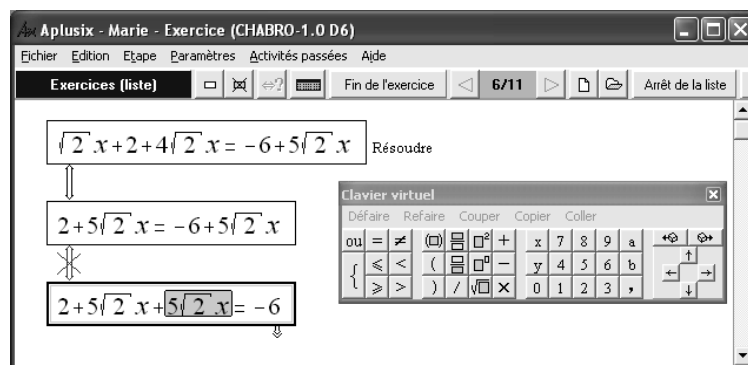 Aplusix - Marie - Exercice (CHABRO-1.0 D6)
Fichier Edition Etape Paramètres Activités passées Aide
Exercices (liste) ⇔? Fin de l'exercice 6/11 Arrêt de la liste
√2 x+2+4√2 x = -6+5√2 x Résoudre
2+5√2 x = -6+5√2 x
2+5√2 x+5√2 x = -6
Clavier virtuel
Défaire Refaire Couper Copier Coller
ou = ≠ (□) □² + x 7 8 9 a
{ ≤ < ( □⁰ − y 4 5 6 b
≥ > ) / √□ × 0 1 2 3 ,